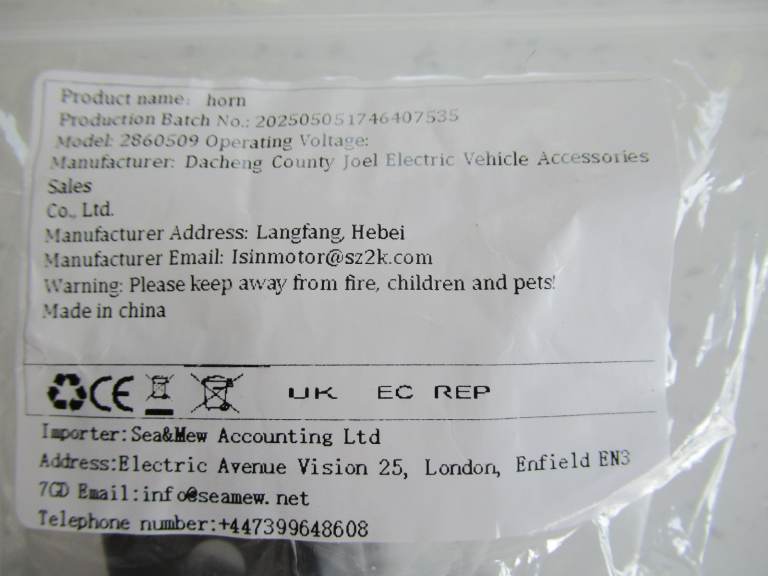 Product name: horn
Production Batch No.: 202505051746407535
Model: 2860509 Operating Voltage:
Manufacturer: Dacheng County Joel Electric Vehicle Accessories
Sales
Co., Ltd.
Manufacturer Address: Langfang, Hebei
Manufacturer Email: Isinmotor@sz2k.com
Warning: Please keep away from fire, children and pets!
Made in china
CE UK EC REP
Importer:Sea&Mew Accounting Ltd
Address:Electric Avenue Vision 25, London, Enfield EN3
7GD Email:info@seamew.net
Telephone number:+447399648608